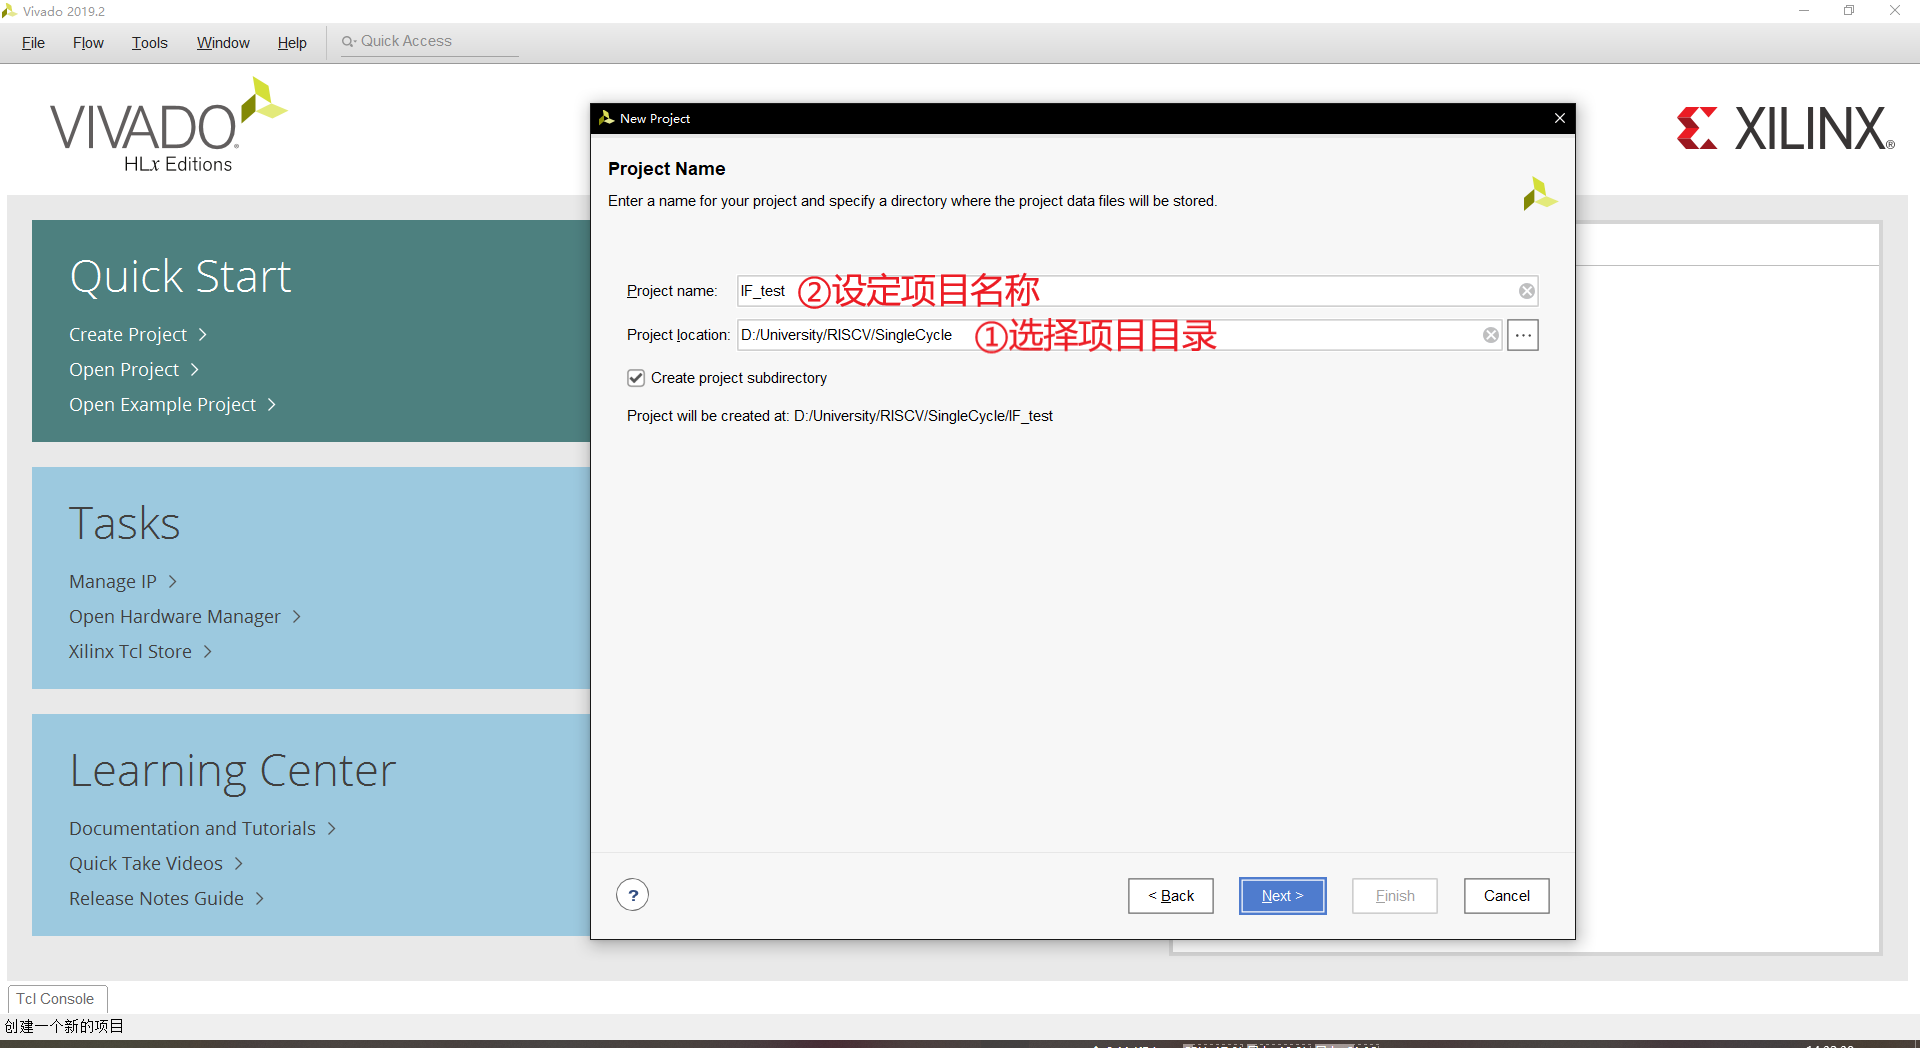 Vivado 2019.2
File Flow Tools Window Help Quick Access
VIVADO.
HLx Editions
XILINX®
New Project
Project Name
Enter a name for your project and specify a directory where the project data files will be stored.
Project name: IF_test ②设定项目名称
Project location: D:/University/RISCV/SingleCycle ①选择项目目录 ...
Create project subdirectory
Project will be created at: D:/University/RISCV/SingleCycle/IF_test
? < Back Next > Finish Cancel
Quick Start
Create Project >
Open Project >
Open Example Project >
Tasks
Manage IP >
Open Hardware Manager >
Xilinx Tcl Store >
Learning Center
Documentation and Tutorials >
Quick Take Videos >
Release Notes Guide >
Tcl Console
创建一个新的项目